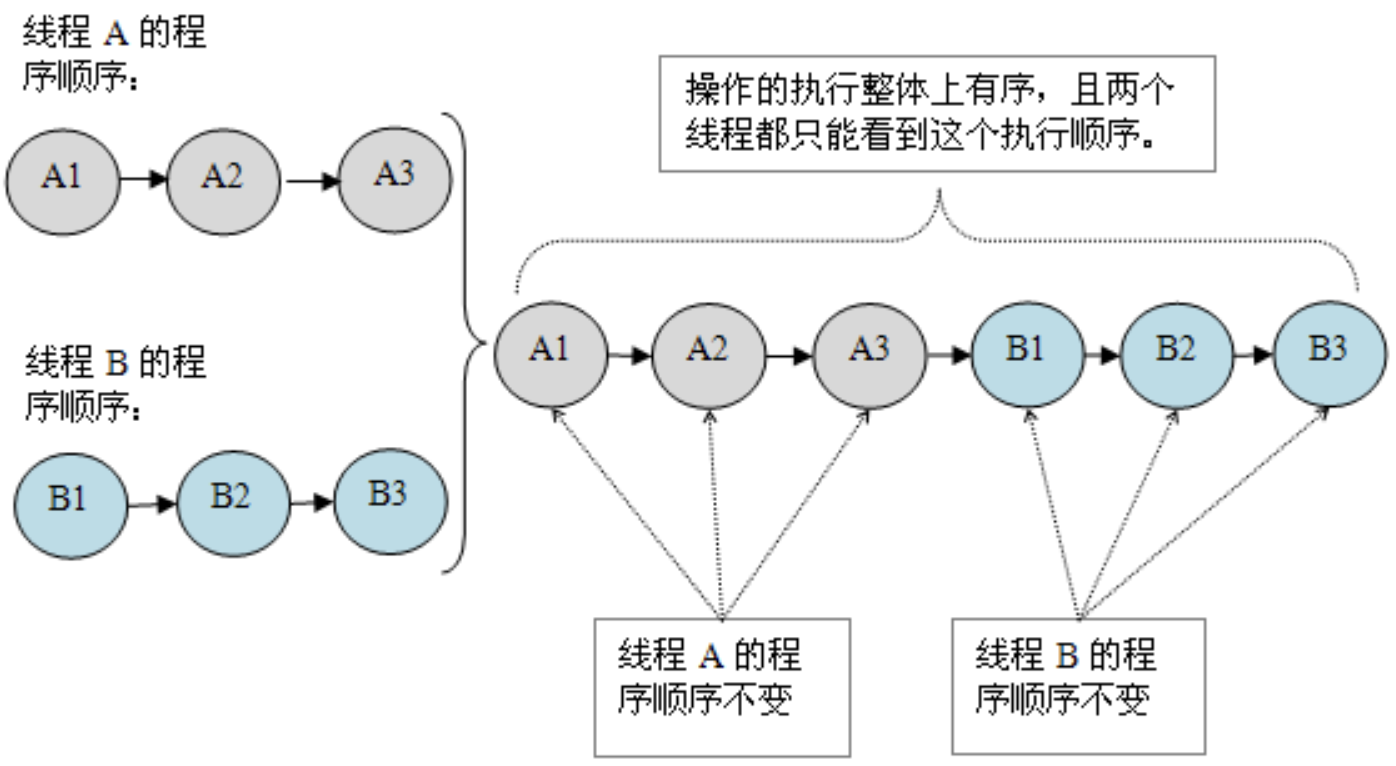 线程 A 的程
序顺序：
A1
A2
A3
线程 B 的程
序顺序：
B1
B2
B3
操作的执行整体上有序，且两个
线程都只能看到这个执行顺序。
A1
A2
A3
B1
B2
B3
线程 A 的程
序顺序不变
线程 B 的程
序顺序不变